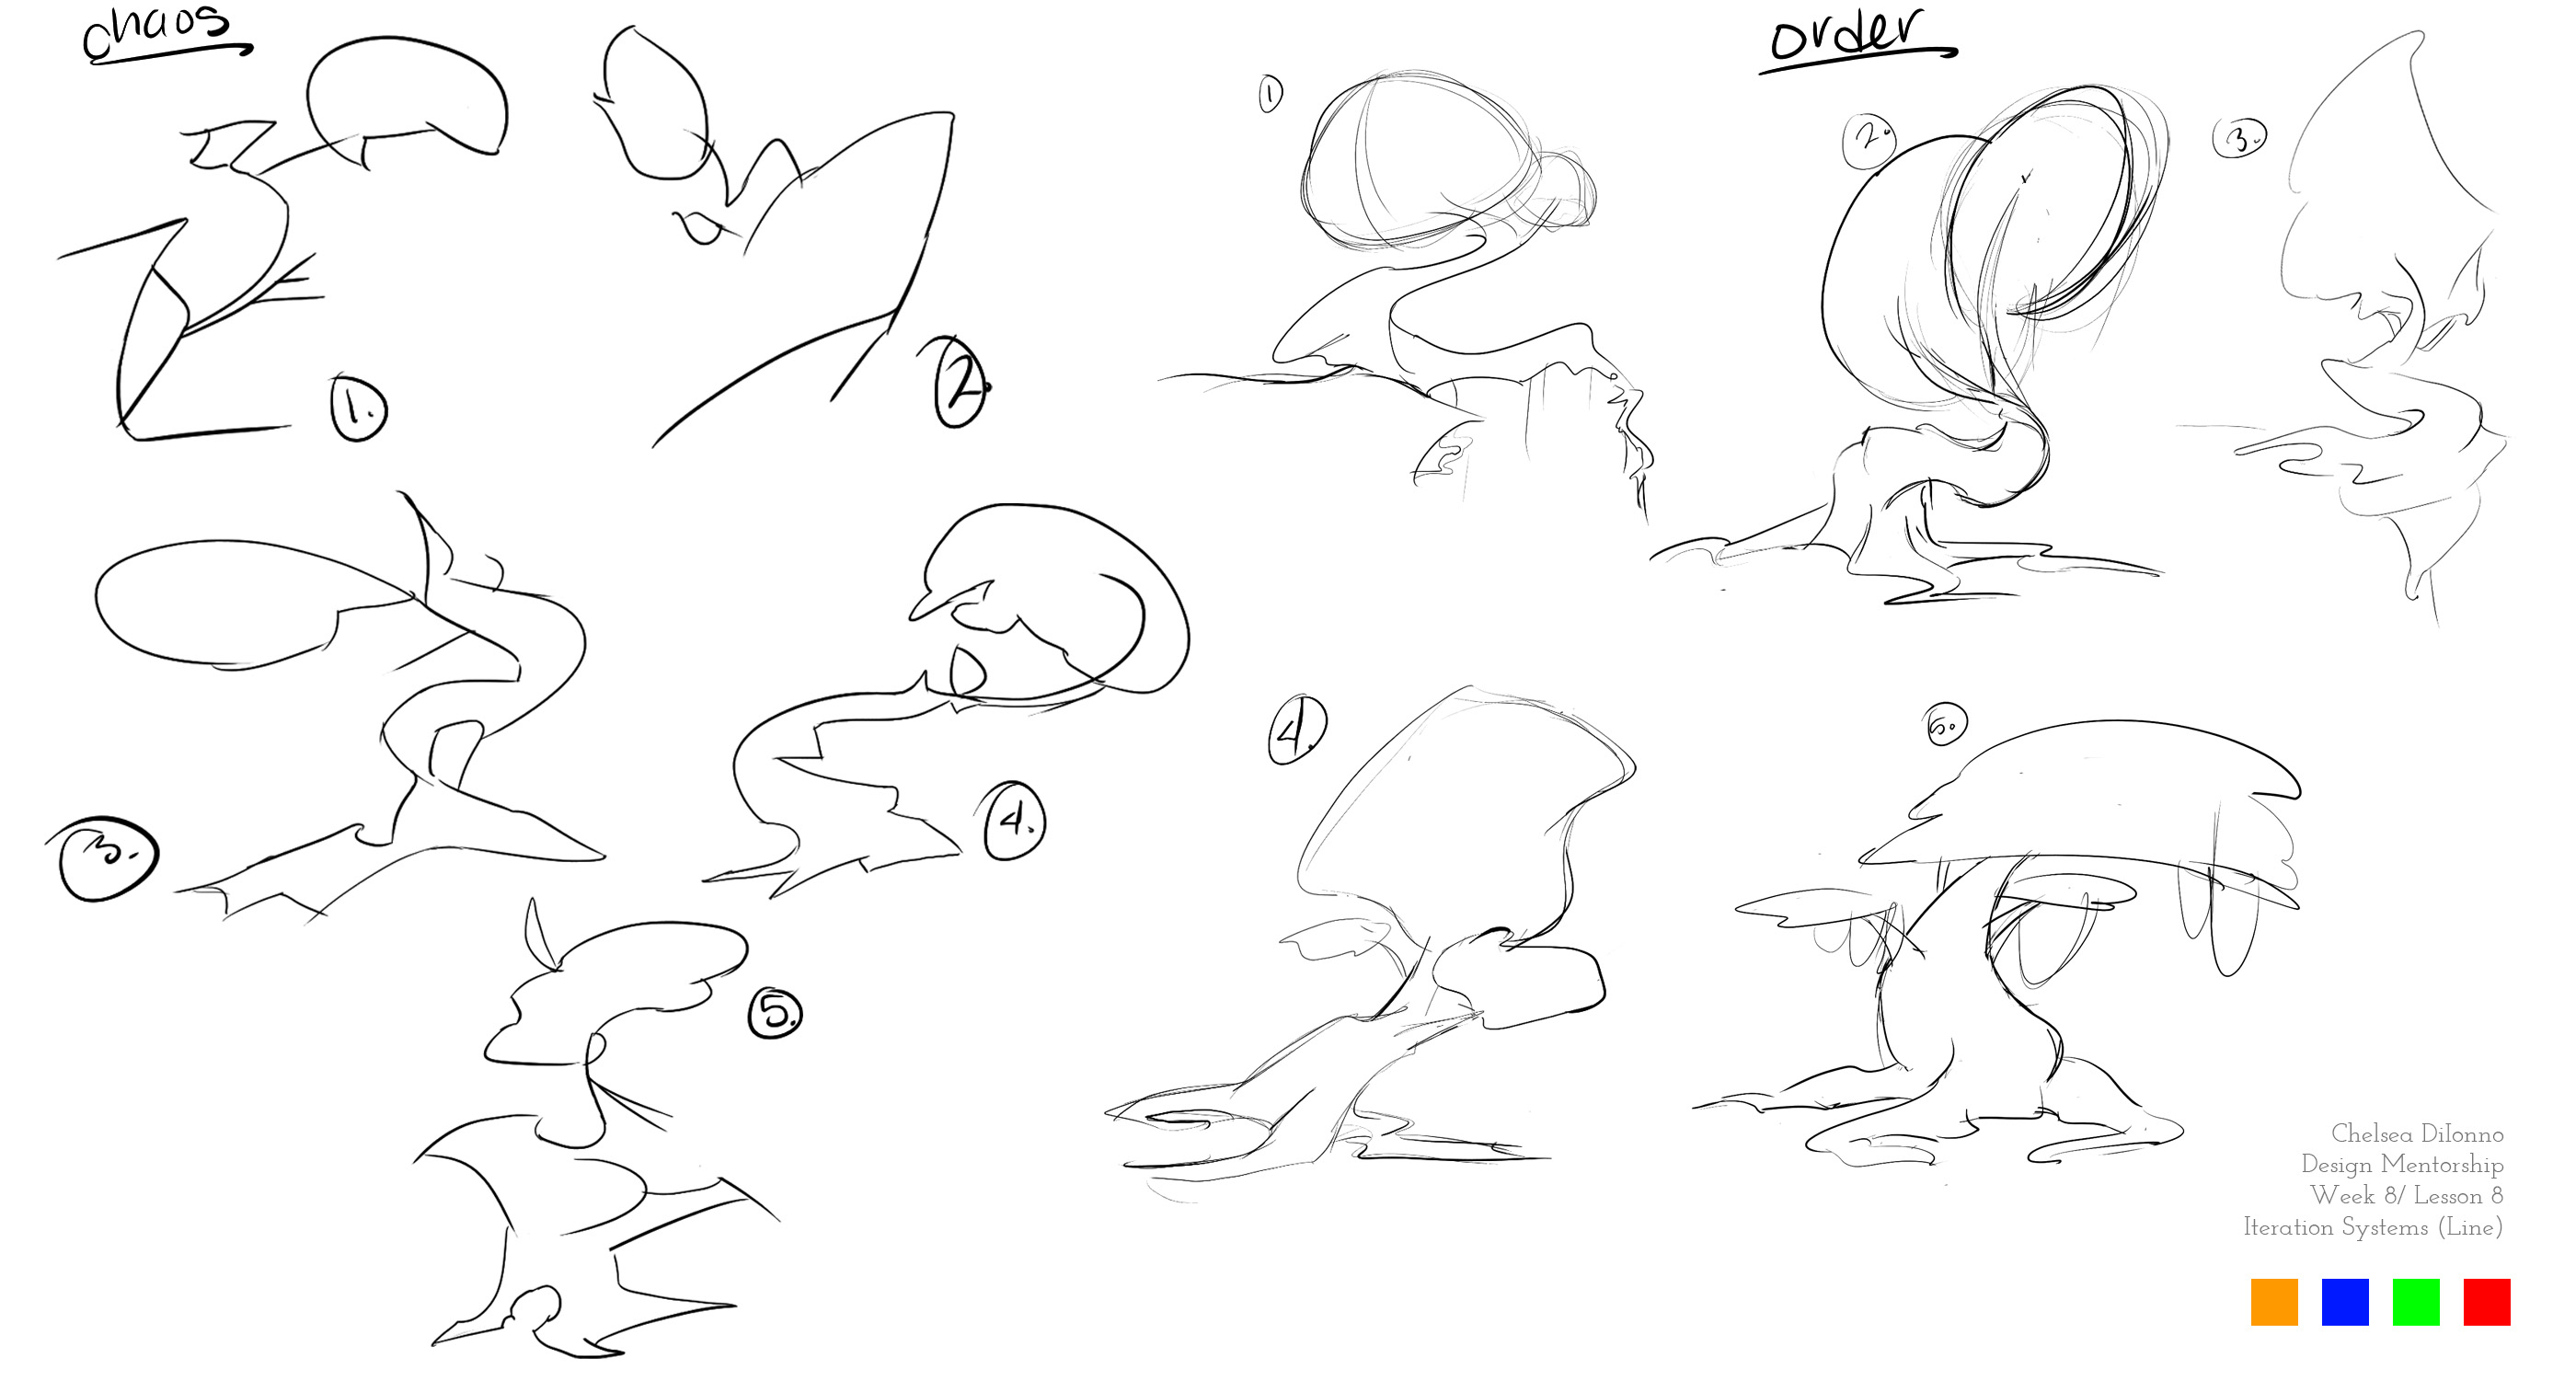 chaos
order
1
2.
3.
1.
2.
3.
4.
4.
5.
5.
Chelsea DiIonno
Design Mentorship
Week 8/ Lesson 8
Iteration Systems (Line)